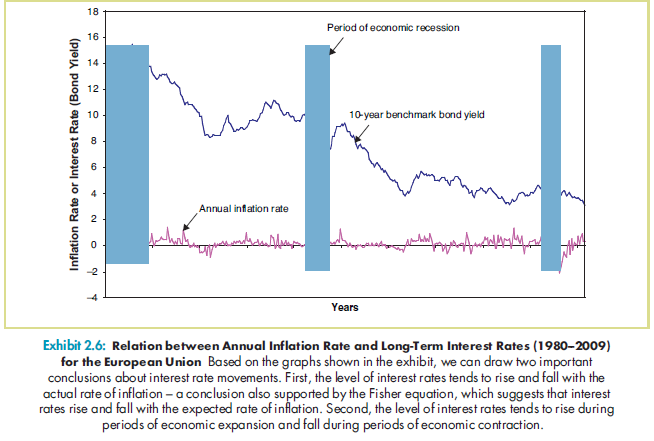 18
16
14
12
10
8
6
4
2
0
–2
–4
Inflation Rate or Interest Rate (Bond Yield)
Period of economic recession
10-year benchmark bond yield
Annual inflation rate
Years
Exhibit 2.6: Relation between Annual Inflation Rate and Long-Term Interest Rates (1980–2009)
for the European Union Based on the graphs shown in the exhibit, we can draw two important
conclusions about interest rate movements. First, the level of interest rates tends to rise and fall with the
actual rate of inflation – a conclusion also supported by the Fisher equation, which suggests that interest
rates rise and fall with the expected rate of inflation. Second, the level of interest rates tends to rise during
periods of economic expansion and fall during periods of economic contraction.